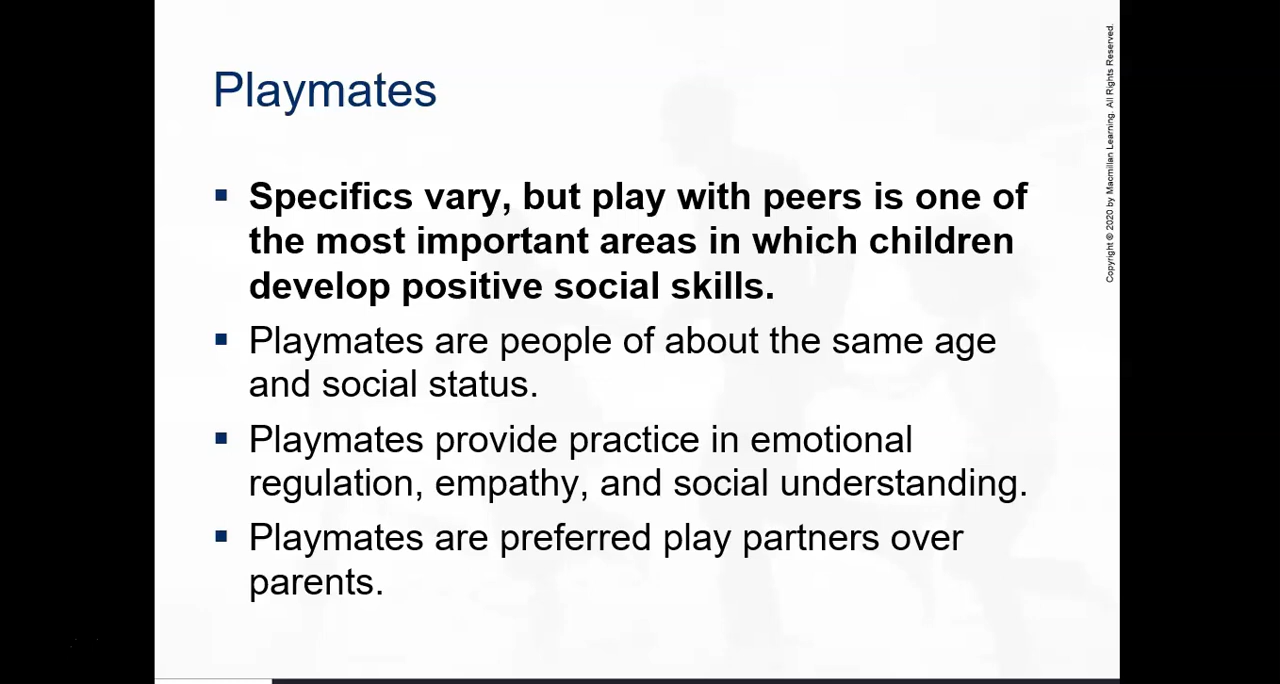 Playmates
▪ Specifics vary, but play with peers is one of
the most important areas in which children
develop positive social skills.
▪ Playmates are people of about the same age
and social status.
▪ Playmates provide practice in emotional
regulation, empathy, and social understanding.
▪ Playmates are preferred play partners over
parents.
Copyright © 2020 by Macmillan Learning. All Rights Reserved.